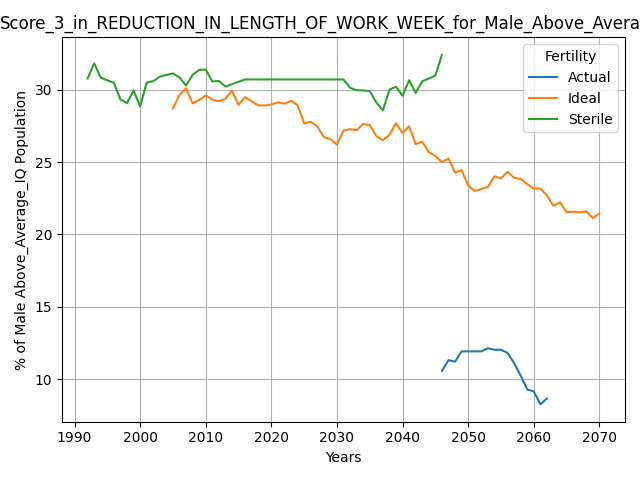 Score_3_in_REDUCTION_IN_LENGTH_OF_WORK_WEEK_for_Male_Above_Avera
Fertility
Actual
Ideal
Sterile
% of Male Above_Average_IQ Population
30
25
20
15
10
1990 2000 2010 2020 2030 2040 2050 2060 2070
Years